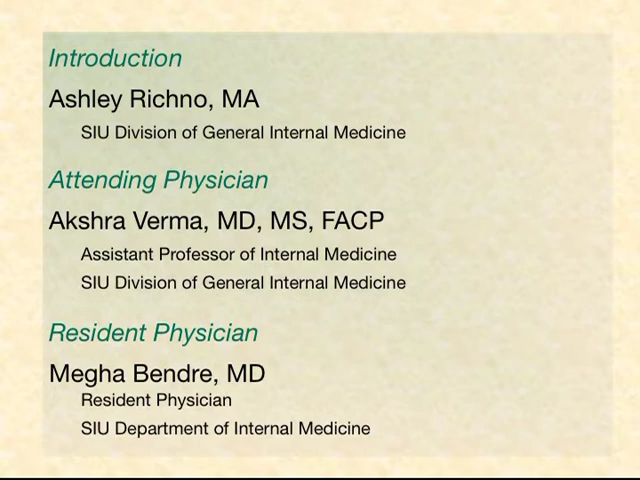 Introduction
Ashley Richno, MA
SIU Division of General Internal Medicine
Attending Physician
Akshra Verma, MD, MS, FACP
Assistant Professor of Internal Medicine
SIU Division of General Internal Medicine
Resident Physician
Megha Bendre, MD
Resident Physician
SIU Department of Internal Medicine